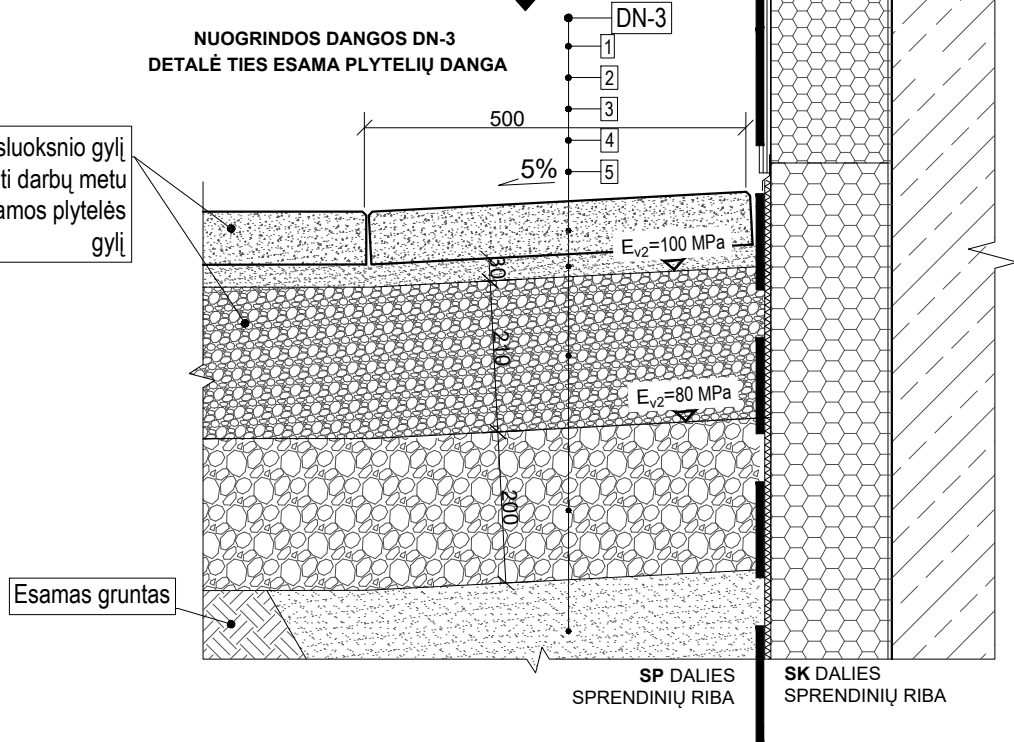 DN-3
NUOGRINDOS DANGOS DN-3
DETALĖ TIES ESAMA PLYTELIŲ DANGA
1
2
3
4
5
500
5%
sluoksnio gylį
ti darbų metu
amos plytelės
gylį
Ev2=100 MPa
30
210
Ev2=80 MPa
200
Esamas gruntas
SP DALIES
SPRENDINIŲ RIBA
SK DALIES
SPRENDINIŲ RIBA